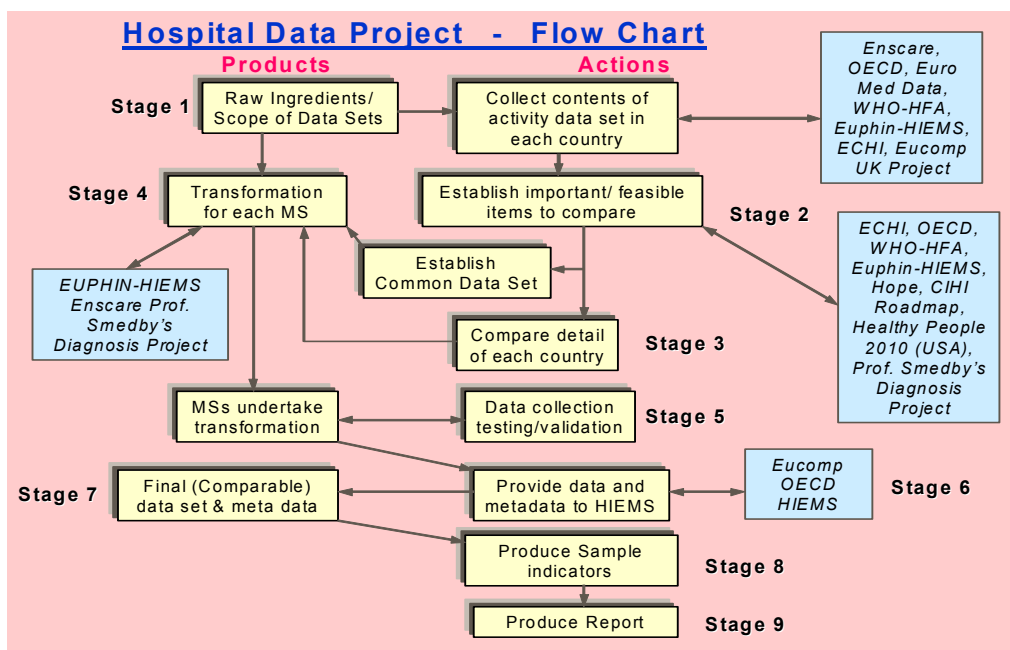 Hospital Data Project - Flow Chart
Products
Actions
Stage 1
Raw Ingredients/
Scope of Data Sets
Collect contents of
activity data set in
each country
Enscare,
OECD, Euro
Med Data,
WHO-HFA,
Euphin-HIEMS,
ECHI, Eucomp
UK Project
Stage 4
Transformation
for each MS
Establish important/ feasible
items to compare
Stage 2
ECHI, OECD,
WHO-HFA,
Euphin-HIEMS,
Hope, CIHI
Roadmap,
Healthy People
2010 (USA),
Prof. Smedby's
Diagnosis
Project
EUPHIN-HIEMS
Enscare Prof.
Smedby's
Diagnosis Project
Establish
Common Data Set
Compare detail
of each country
Stage 3
MSs undertake
transformation
Data collection
testing/validation
Stage 5
Stage 7
Final (Comparable)
data set & meta data
Provide data and
metadata to HIEMS
Eucomp
OECD
HIEMS
Stage 6
Produce Sample
indicators
Stage 8
Produce Report
Stage 9